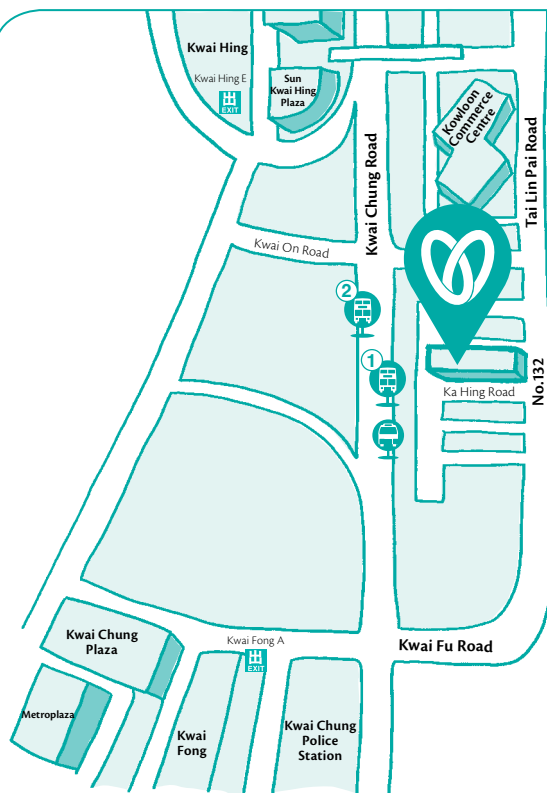 Kwai Hing
Kwai Hing E
EXIT
Sun
Kwai Hing
Plaza
Kowloon
Commerce
Centre
Tai Lin Pai Road
Kwai Chung Road
Kwai On Road
2
1
No.132
Ka Hing Road
Kwai Chung
Plaza
Kwai Fong A
EXIT
Kwai Fu Road
Metroplaza
Kwai
Fong
Kwai Chung
Police
Station